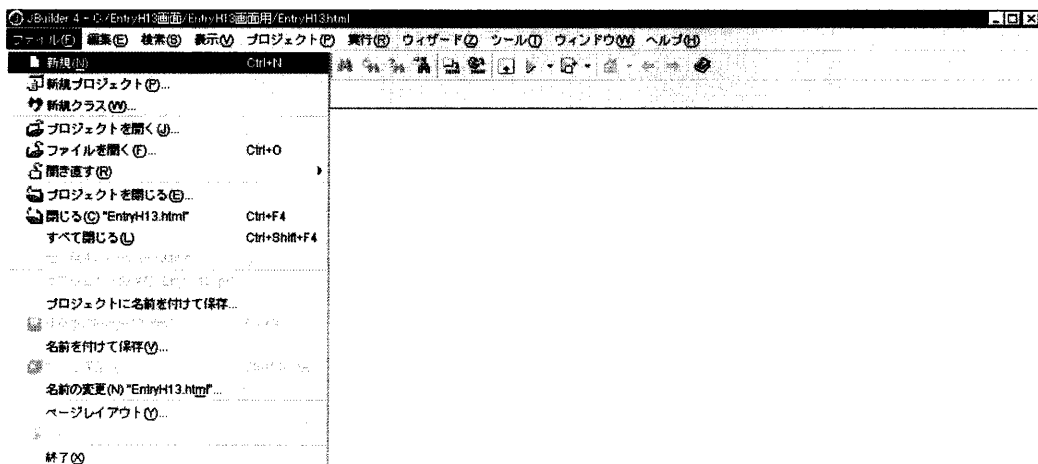 JBuilder 4 - C:/EntryH13画面/EntryH13画面用/EntryH13.html
ファイル(F) 編集(E) 検索(S) 表示(V) プロジェクト(P) 実行(R) ウィザード(Z) ツール(T) ウィンドウ(W) ヘルプ(H)
新規(N) Ctrl+N
新規プロジェクト(P)...
新規クラス(W)...
プロジェクトを開く(J)...
ファイルを開く(F)... Ctrl+O
開き直す(R)
プロジェクトを閉じる(E)...
閉じる(C) "EntryH13.html" Ctrl+F4
すべて閉じる(L) Ctrl+Shift+F4
プロジェクトに名前を付けて保存...
名前を付けて保存(V)...
名前の変更(N) "EntryH13.html"...
ページレイアウト(Y)...
終了(X)